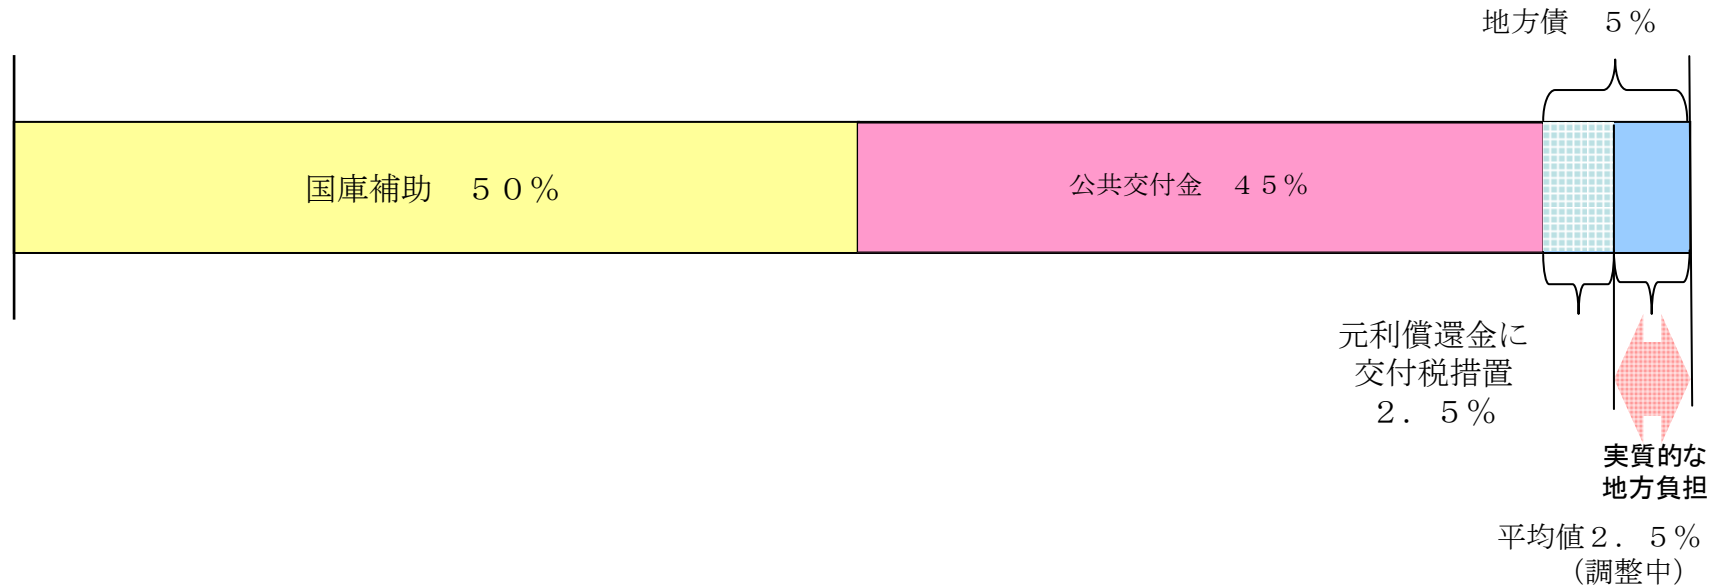 地方債　５％
国庫補助　５０％
公共交付金　４５％
元利償還金に
交付税措置
２．５％
実質的な
地方負担
平均値２．５％
（調整中）